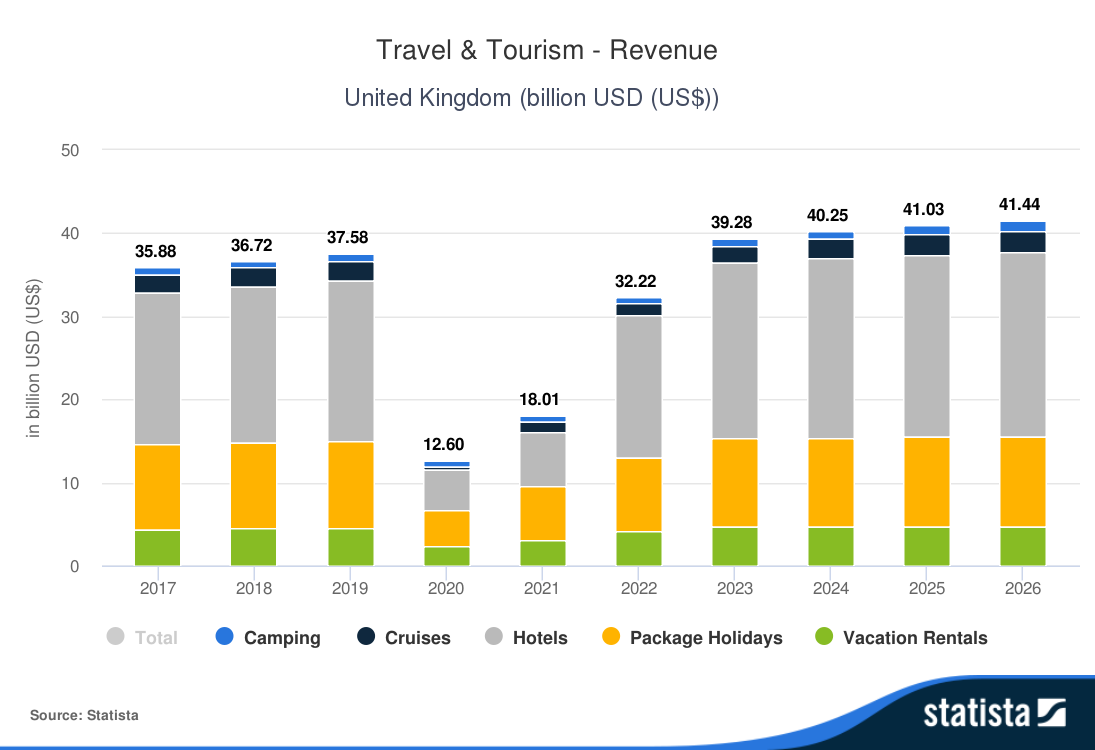 Travel & Tourism - Revenue
United Kingdom (billion USD (US$))
in billion USD (US$)
50
40
30
20
10
0
35.88
36.72
37.58
12.60
18.01
32.22
39.28
40.25
41.03
41.44
2017 2018 2019 2020 2021 2022 2023 2024 2025 2026
Total Camping Cruises Hotels Package Holidays Vacation Rentals
Source: Statista
statista